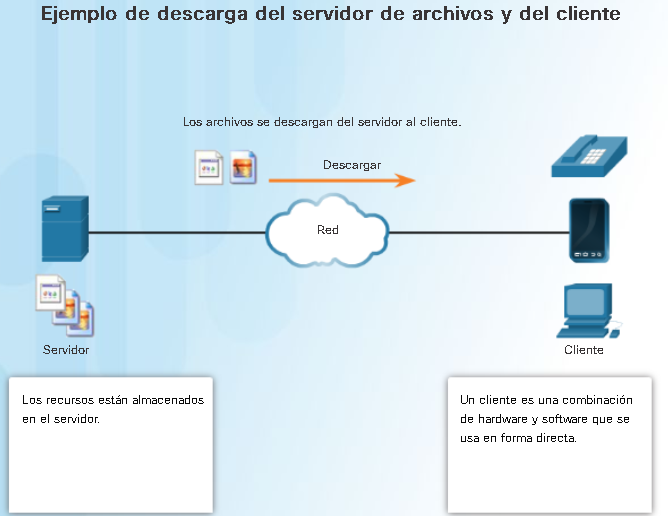 Ejemplo de descarga del servidor de archivos y del cliente
Los archivos se descargan del servidor al cliente.
Descargar
Red
Servidor
Cliente
Los recursos están almacenados
en el servidor.
Un cliente es una combinación
de hardware y software que se
usa en forma directa.